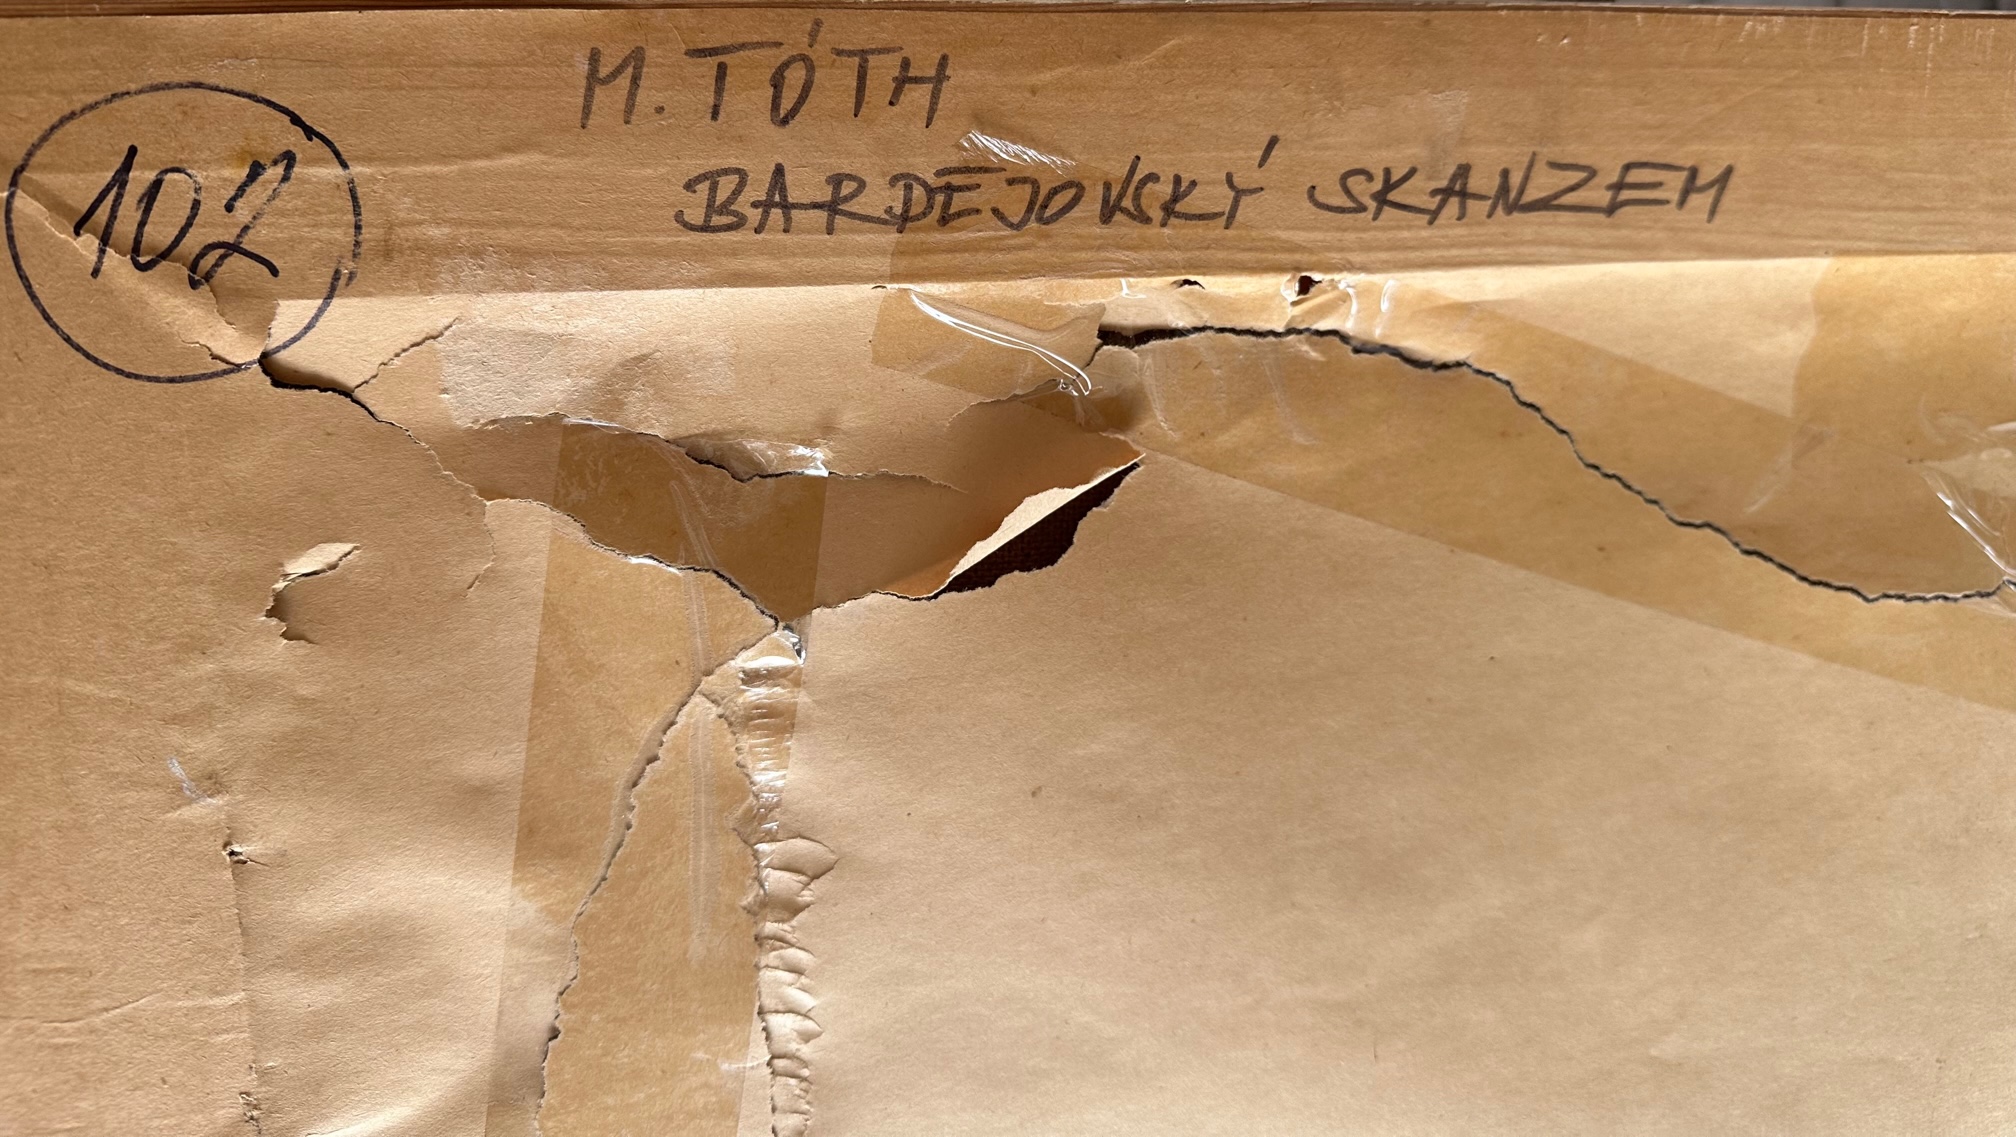 M. TÓTH
102
BARDEJOVSKÝ SKANZEM